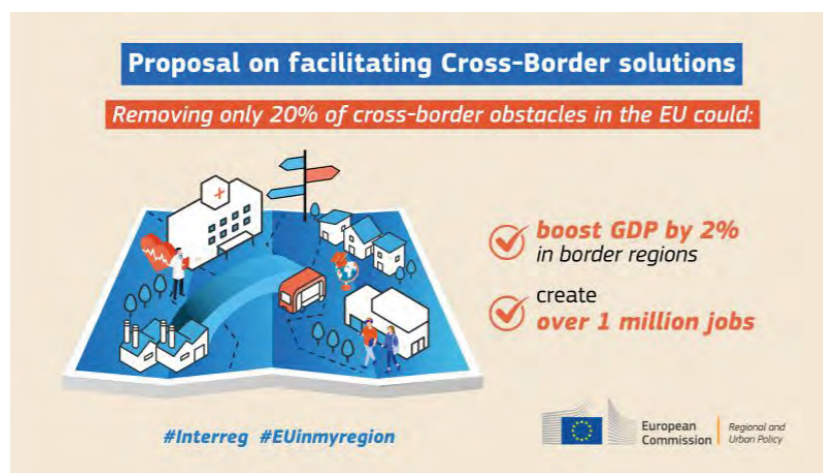 Proposal on facilitating Cross-Border solutions
Removing only 20% of cross-border obstacles in the EU could:
boost GDP by 2%
in border regions
create
over 1 million jobs
#Interreg #EUinmyregion
European
Commission
Regional and
Urban Policy